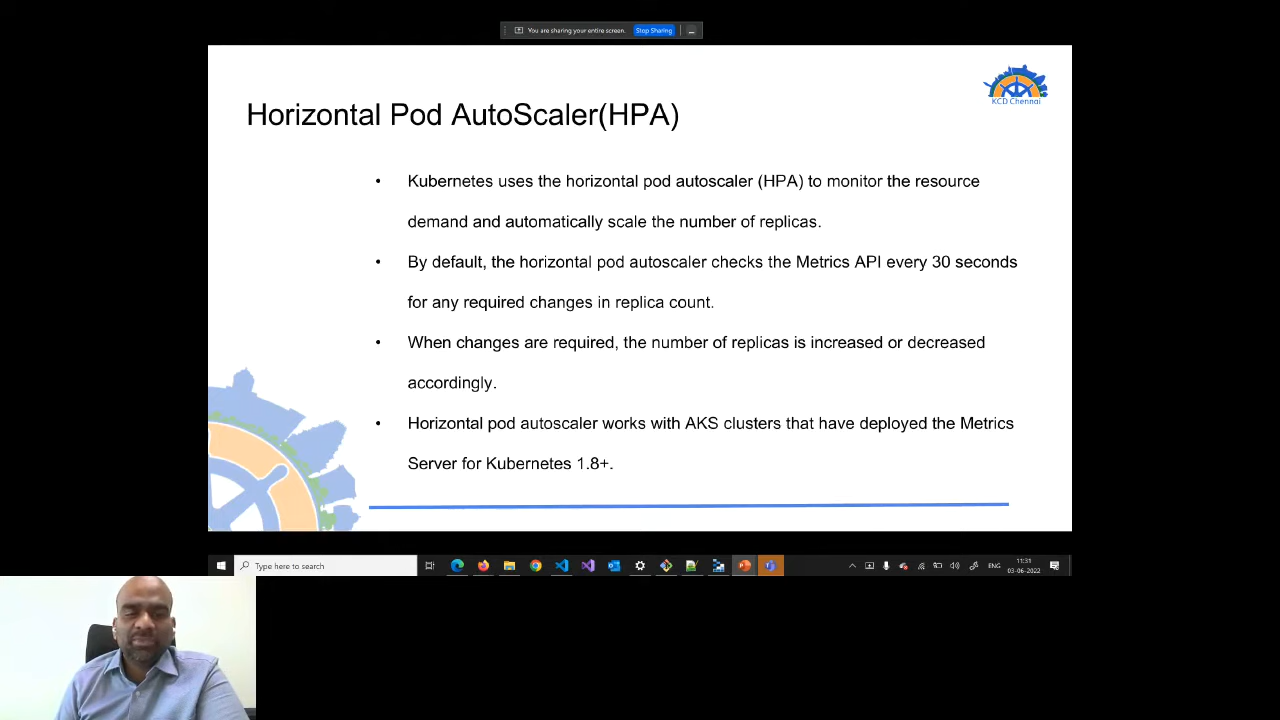 You are sharing your entire screen.
Stop Sharing
KCD Chennai
Horizontal Pod AutoScaler(HPA)
• Kubernetes uses the horizontal pod autoscaler (HPA) to monitor the resource
demand and automatically scale the number of replicas.
• By default, the horizontal pod autoscaler checks the Metrics API every 30 seconds
for any required changes in replica count.
• When changes are required, the number of replicas is increased or decreased
accordingly.
• Horizontal pod autoscaler works with AKS clusters that have deployed the Metrics
Server for Kubernetes 1.8+.
Type here to search
ENG
11:31
03-06-2022